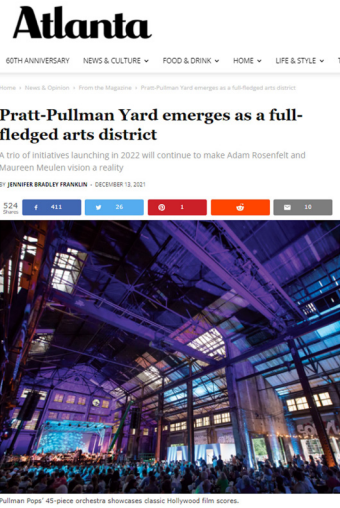 Atlanta
60TH ANNIVERSARY NEWS & CULTURE FOOD & DRINK HOME LIFE & STYLE
Home › News & Opinion › From the Magazine › Pratt-Pullman Yard emerges as a full-fledged arts district
Pratt-Pullman Yard emerges as a full-
fledged arts district
A trio of initiatives launching in 2022 will continue to make Adam Rosenfelt and
Maureen Meulen vision a reality
BY JENNIFER BRADLEY FRANKLIN - DECEMBER 13, 2021
524 411 26 1 10
Shares
Pullman Pops' 45-piece orchestra showcases classic Hollywood film scores.